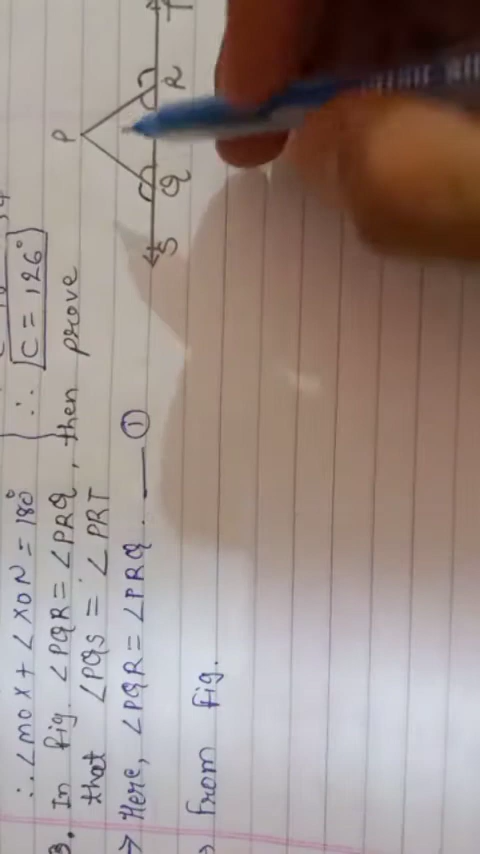 ∴ ∠MOX + ∠XON = 180°
∴ C = 126°
3. In fig. ∠PQR = ∠PRQ, then prove
that ∠PQS = ∠PRT
→ Here, ∠PQR = ∠PRQ. — ①
From fig.
P
S Q R T